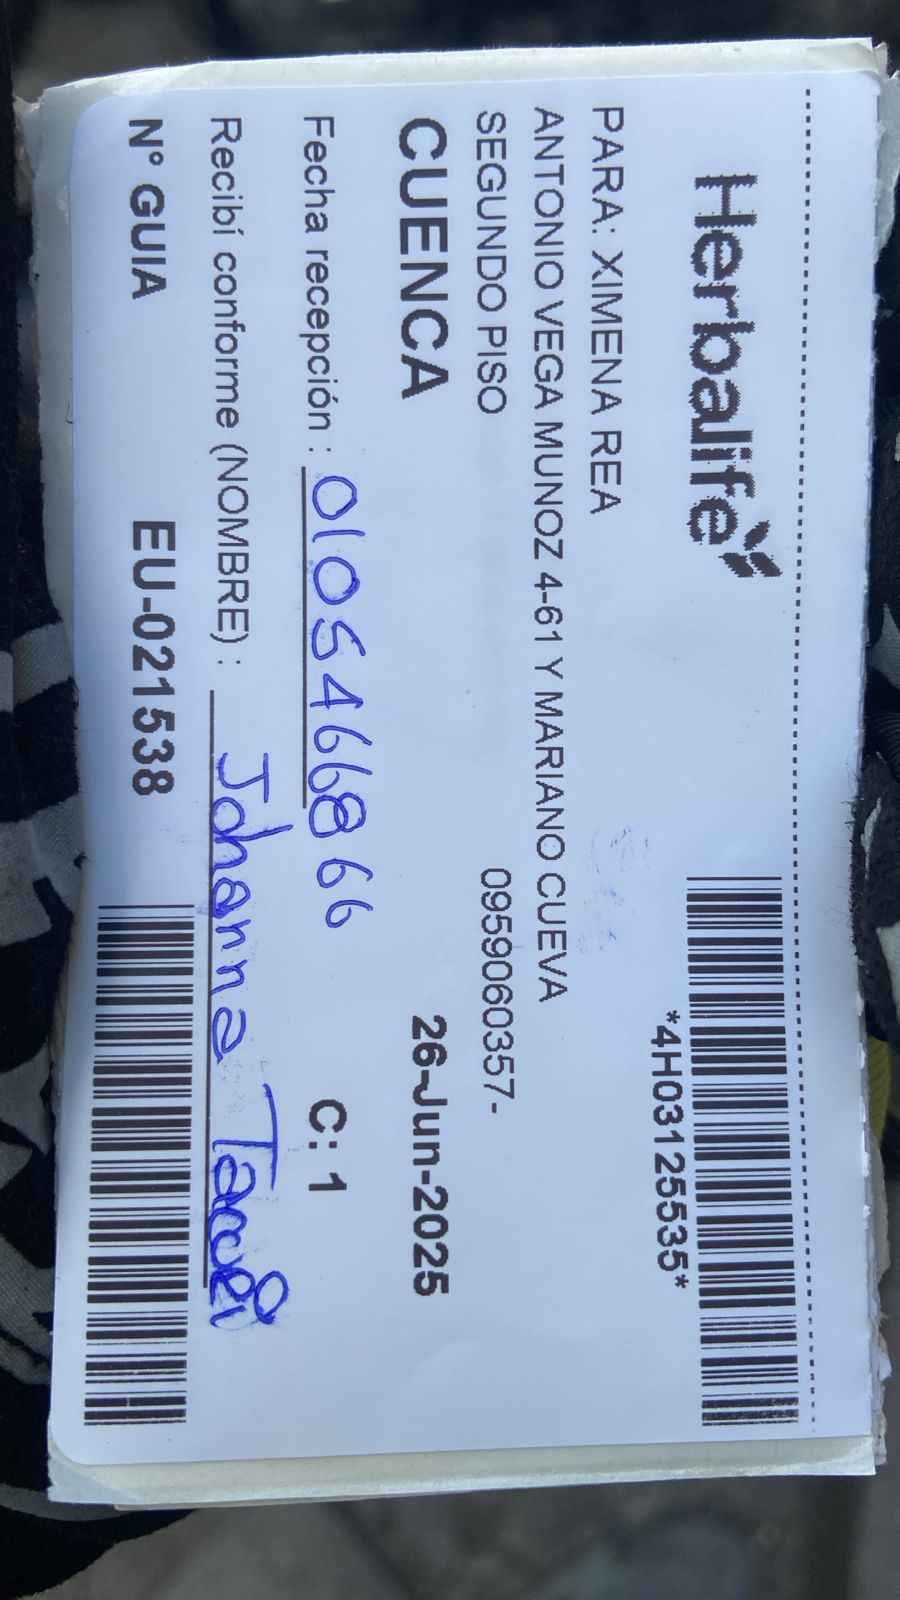 Herbalife
*4H03125535*
PARA: XIMENA REA
ANTONIO VEGA MUNOZ 4-61 Y MARIANO CUEVA
SEGUNDO PISO 0959060357-
CUENCA 26-Jun-2025
Fecha recepción : 0105466866 C: 1
Recibí conforme (NOMBRE) : Johanna
N° GUIA EU-021538